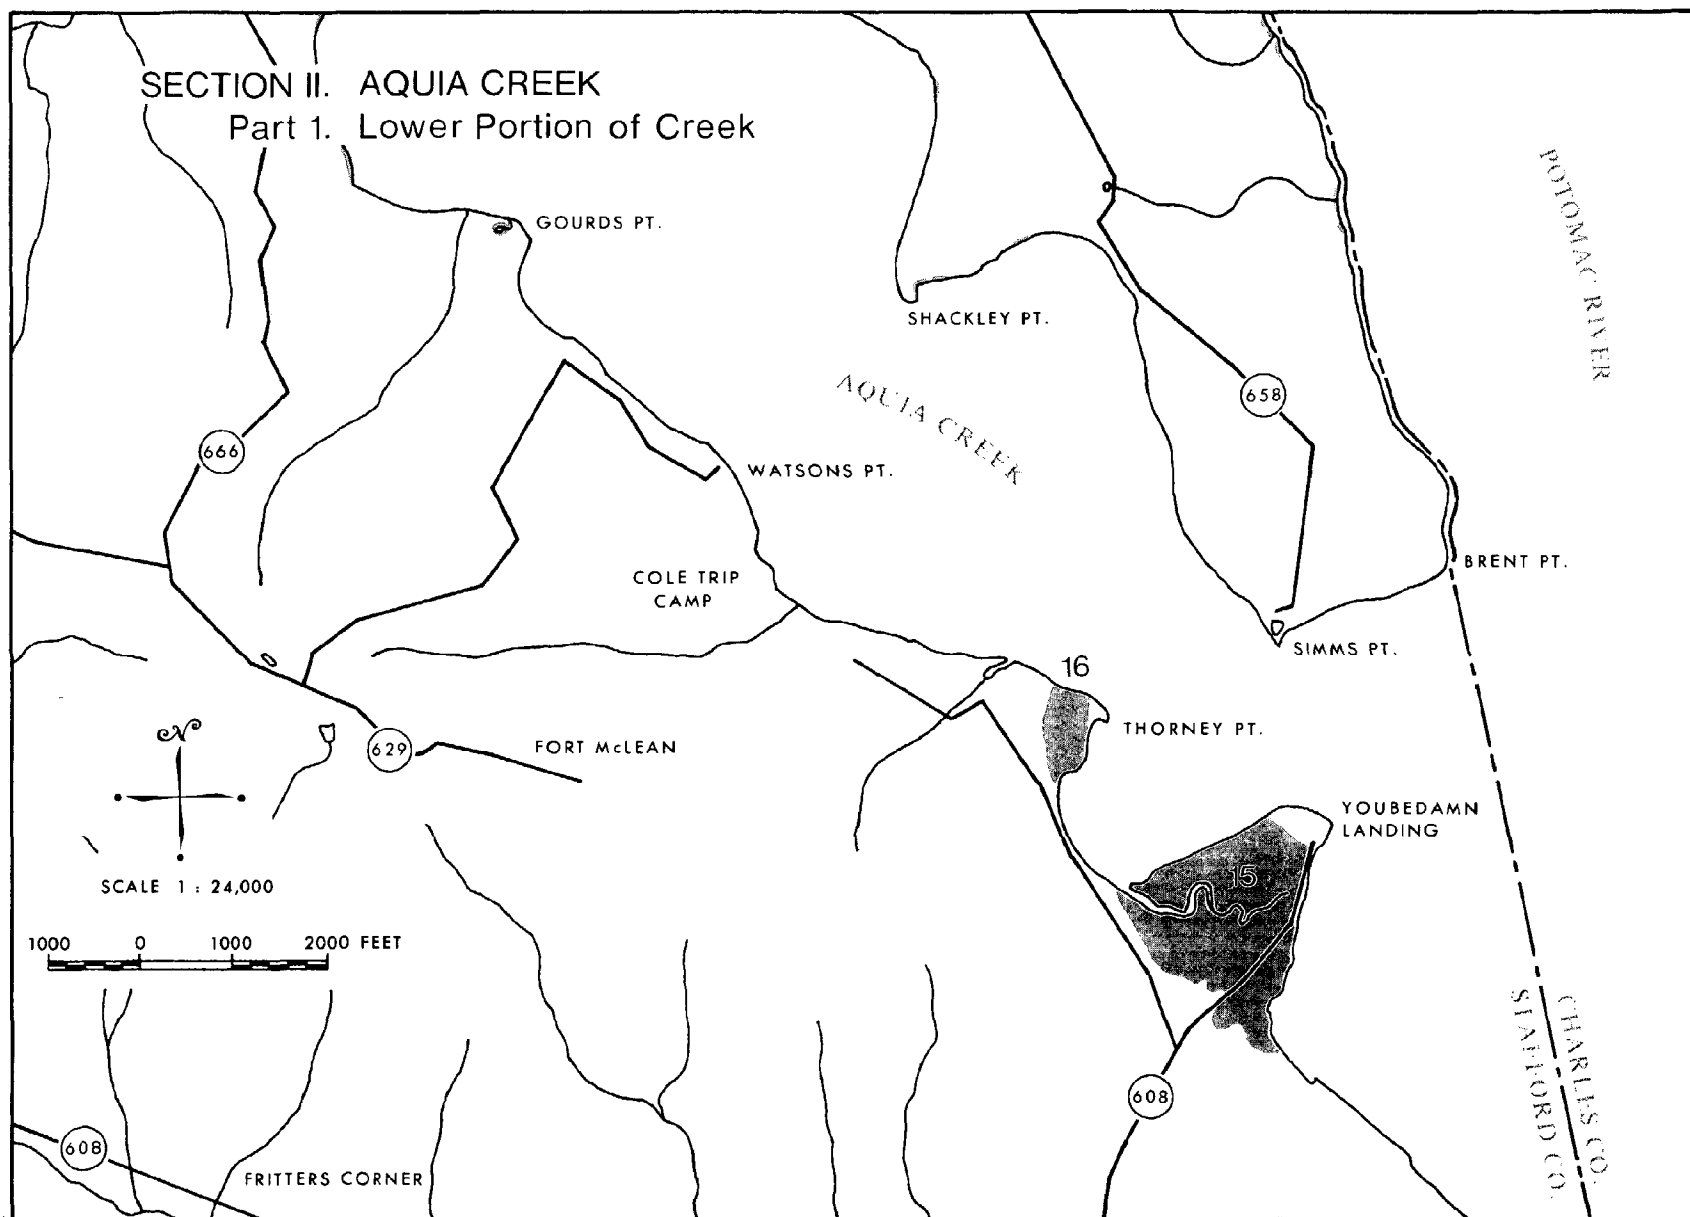 SECTION II. AQUIA CREEK
Part 1. Lower Portion of Creek
POTOMAC RIVER
GOURDS PT.
SHACKLEY PT.
AQUIA CREEK
658
666
WATSONS PT.
BRENT PT.
COLE TRIP
CAMP
SIMMS PT.
16
THORNEY PT.
N
629
FORT McLEAN
YOUBEDAMN
LANDING
15
SCALE 1 : 24,000
1000 0 1000 2000 FEET
CHARLES CO.
STAFFORD CO.
608
608
FRITTERS CORNER